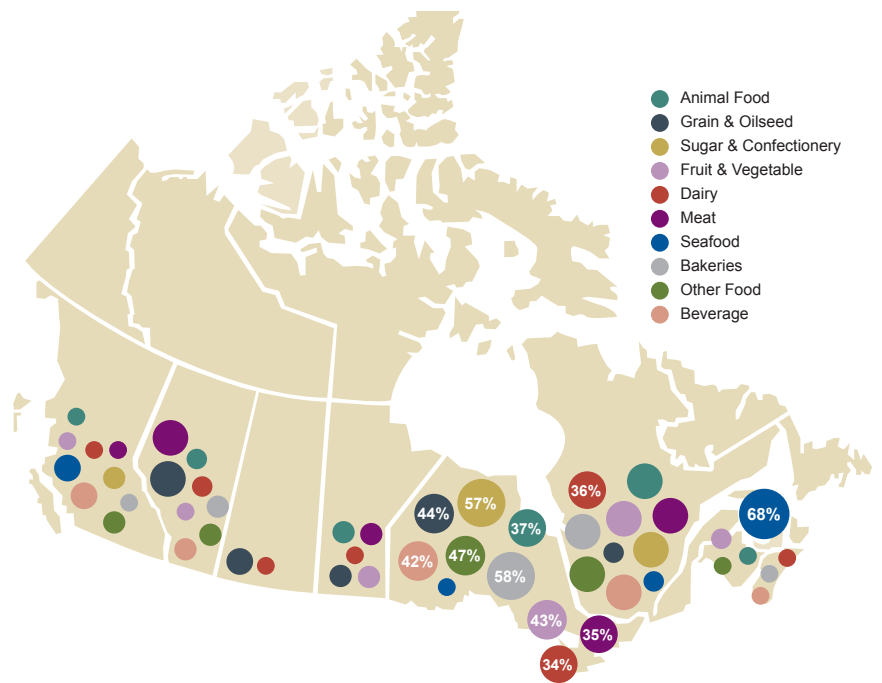 Animal Food
Grain & Oilseed
Sugar & Confectionery
Fruit & Vegetable
Dairy
Meat
Seafood
Bakeries
Other Food
Beverage
36%
57%
44%
68%
37%
47%
42%
58%
43%
35%
34%